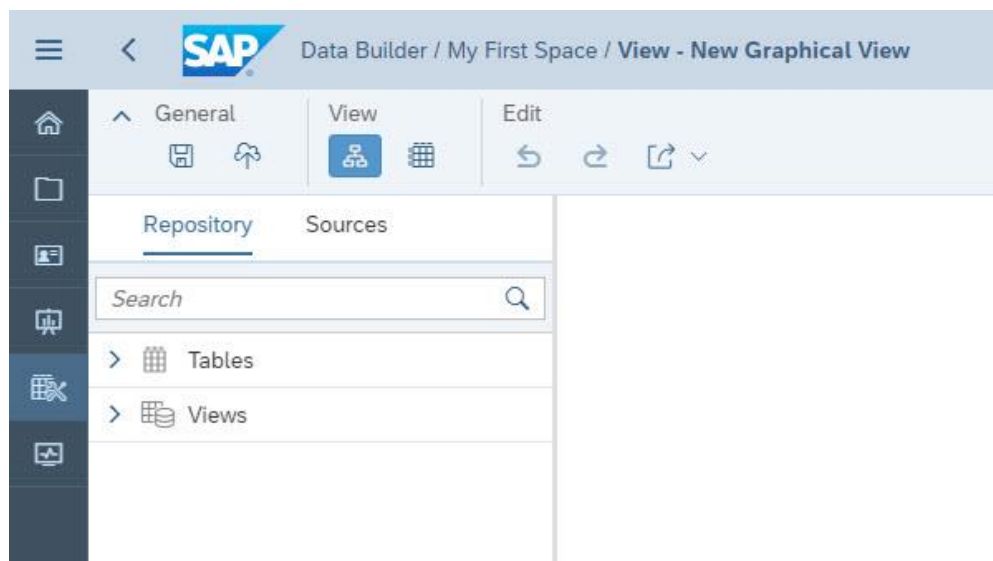 SAP Data Builder / My First Space / View - New Graphical View
General View Edit
Repository Sources
Search
Tables
Views